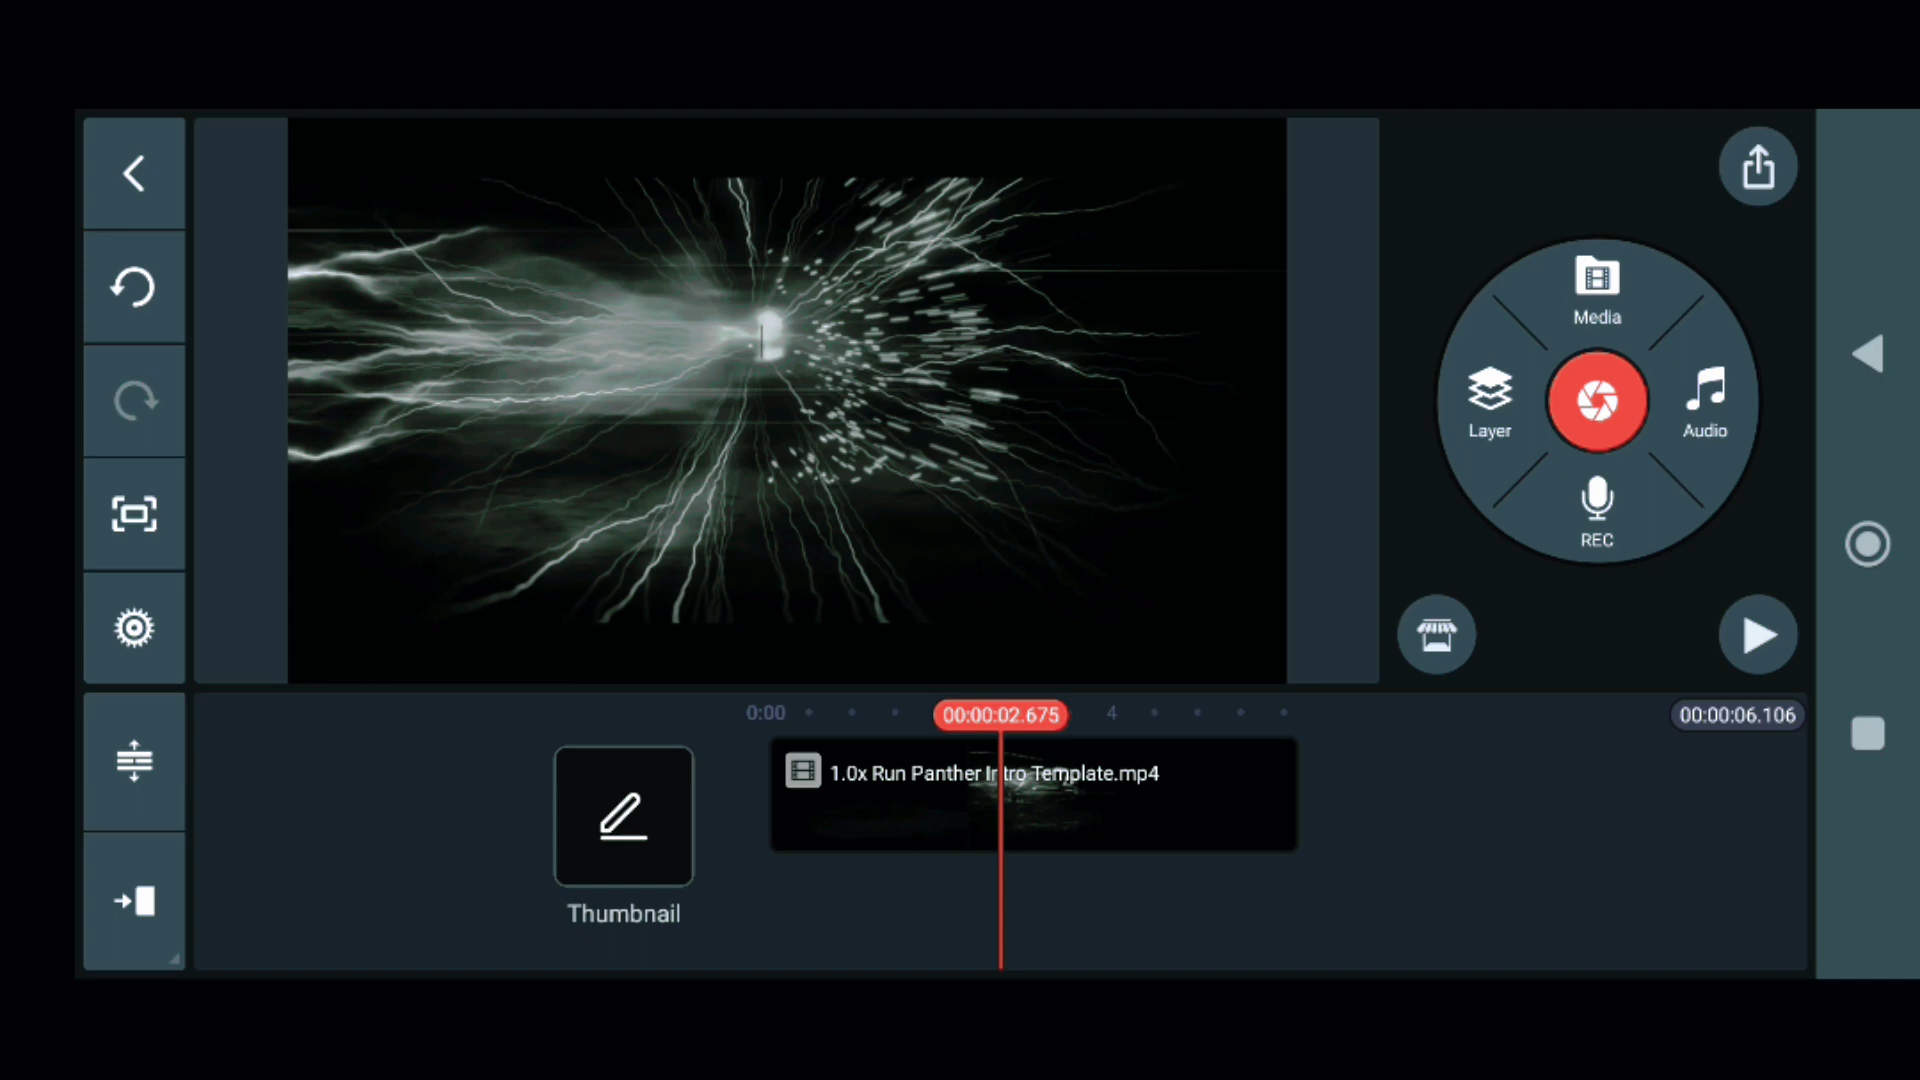 Media
Layer
Audio
REC
0:00
00:00:02.675
4
00:00:06.106
1.0x Run Panther Intro Template.mp4
Thumbnail